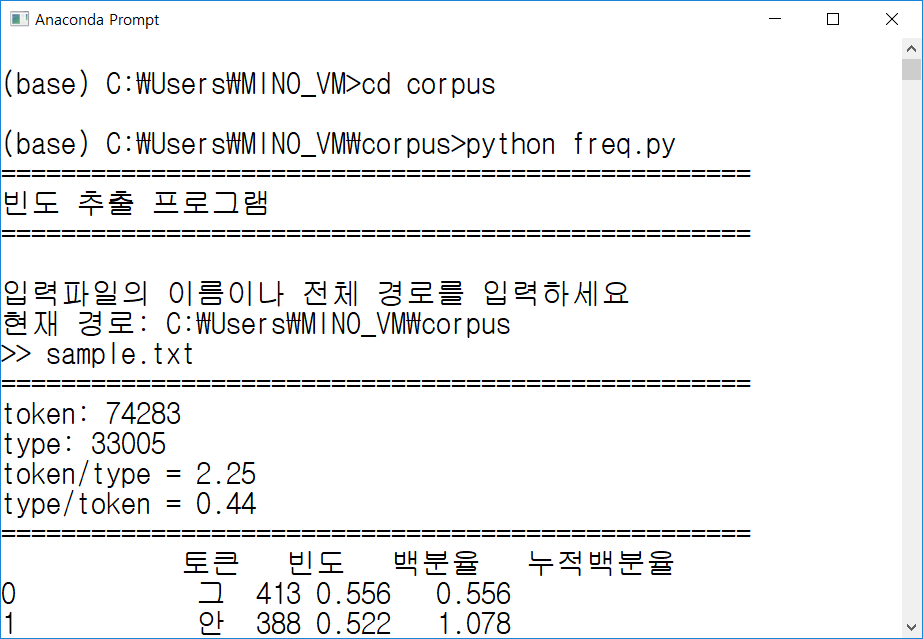 Anaconda Prompt
(base) C:₩Users₩MINO_VM>cd corpus
(base) C:₩Users₩MINO_VM₩corpus>python freq.py
==================================================
빈도 추출 프로그램
==================================================
입력파일의 이름이나 전체 경로를 입력하세요
현재 경로: C:₩Users₩MINO_VM₩corpus
>> sample.txt
==================================================
token: 74283
type: 33005
token/type = 2.25
type/token = 0.44
==================================================
토큰 빈도 백분율 누적백분율
0 그 413 0.556 0.556
1 안 388 0.522 1.078